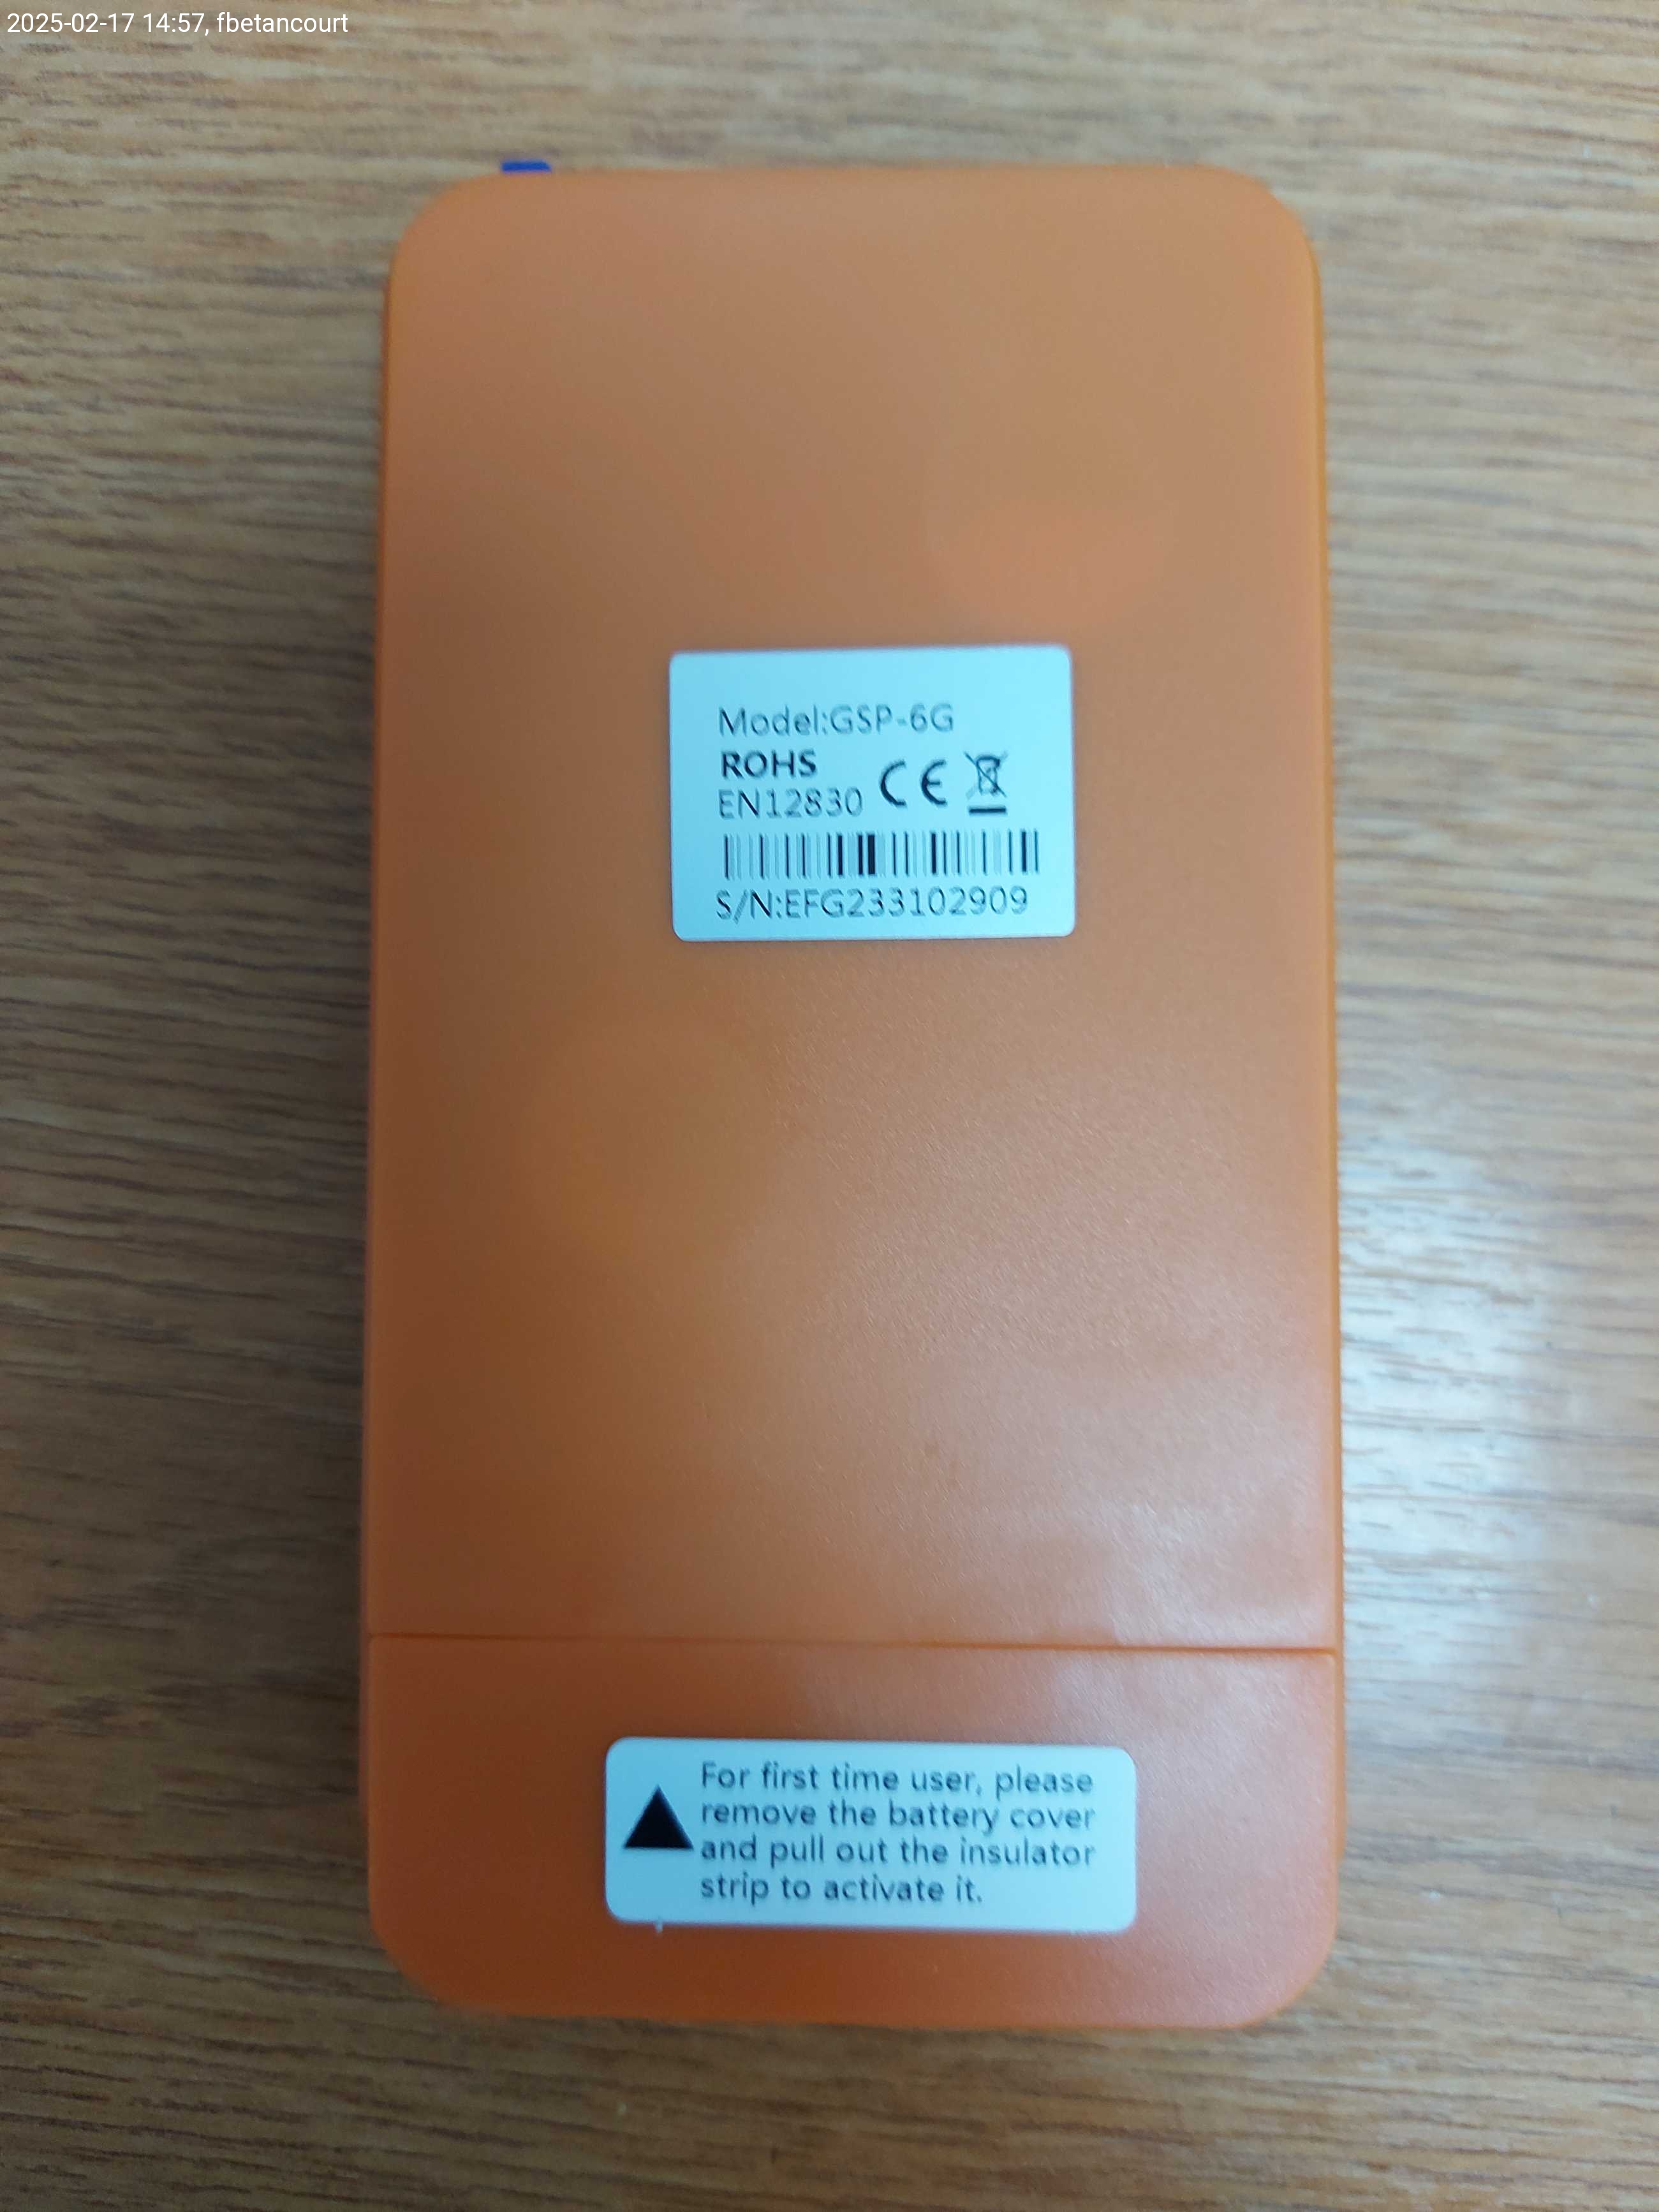 2025-02-17 14:57, fbetancourt
Model:GSP-6G
ROHS
EN12830 CE
S/N:EFG233102909
For first time user, please
remove the battery cover
and pull out the insulator
strip to activate it.